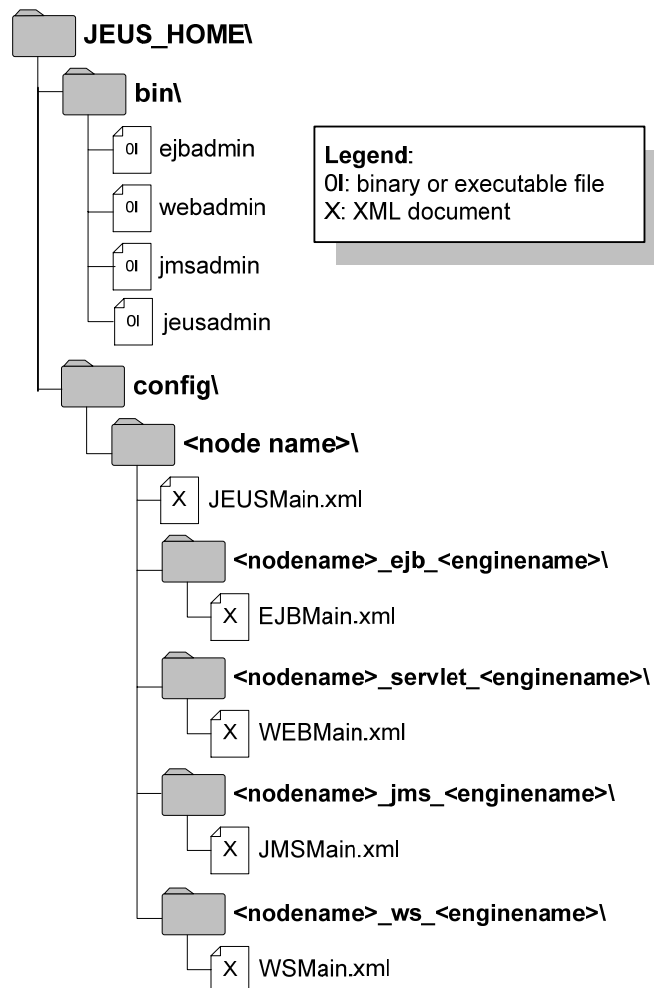 JEUS_HOME\
bin\
0I ejbadmin
0I webadmin
0I jmsadmin
0I jeusadmin
Legend:
0I: binary or executable file
X: XML document
config\
<node name>\
X JEUSMain.xml
<nodename>_ejb_<enginename>\
X EJBMain.xml
<nodename>_servlet_<enginename>\
X WEBMain.xml
<nodename>_jms_<enginename>\
X JMSMain.xml
<nodename>_ws_<enginename>\
X WSMain.xml